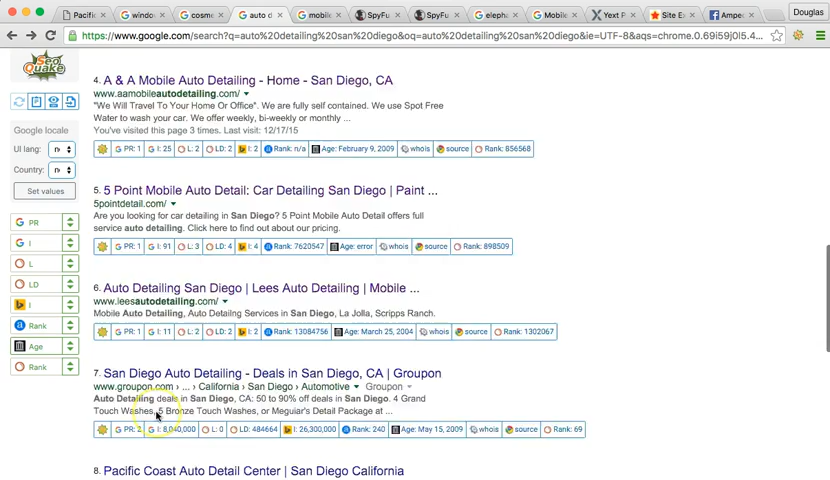 Pacific
window
cosme
auto d
mobile
SpyFu
SpyFu
elepha
Mobile
Yext P
Site Ex
Ampe
Douglas
https://www.google.com/search?q=auto%20detailing%20san%20diego&oq=auto%20detailing%20san%20diego&ie=UTF-8&aqs=chrome.0.69i59j0l5.4...
SEO Quake
Google locale
UI lang:
Country:
Set values
PR
I
L
LD
I
Rank
Age
Rank
4. A & A Mobile Auto Detailing - Home - San Diego, CA
www.aamobileautodetailing.com/
"We Will Travel To Your Home Or Office". We are fully self contained. We use Spot Free
Water to wash your car. We offer weekly, bi-weekly or monthly ...
You've visited this page 3 times. Last visit: 12/17/15
PR: 1 I: 25 L: 2 LD: 2 I: 2 Rank: n/a Age: February 9, 2009 whois source Rank: 856568
5. 5 Point Mobile Auto Detail: Car Detailing San Diego | Paint ...
5pointdetail.com/
Are you looking for car detailing in San Diego? 5 Point Mobile Auto Detail offers full
service auto detailing. Click here to find out about our pricing.
PR: 1 I: 91 L: 3 LD: 4 I: 4 Rank: 7620547 Age: error whois source Rank: 898509
6. Auto Detailing San Diego | Lees Auto Detailing | Mobile ...
www.leesautodetailing.com/
Mobile Auto Detailing, Auto Detailng Services in San Diego, La Jolla, Scripps Ranch.
PR: 1 I: 11 L: 2 LD: 2 I: 2 Rank: 13084756 Age: March 25, 2004 whois source Rank: 1302067
7. San Diego Auto Detailing - Deals in San Diego, CA | Groupon
www.groupon.com › ... › California › San Diego › Automotive Groupon
Auto Detailing deals in San Diego, CA: 50 to 90% off deals in San Diego. 4 Grand
Touch Washes, 5 Bronze Touch Washes, or Meguiar's Detail Package at ...
PR: 2 I: 8,040,000 L: 0 LD: 484664 I: 26,300,000 Rank: 240 Age: May 15, 2009 whois source Rank: 69
8. Pacific Coast Auto Detail Center | San Diego California